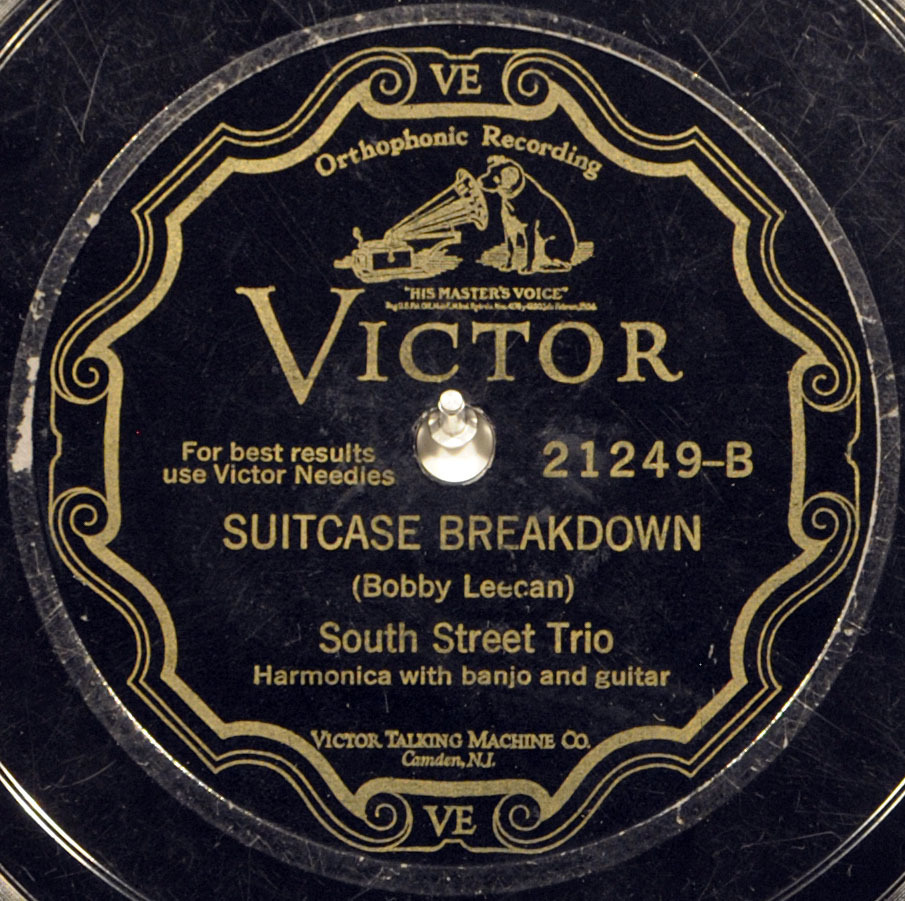 VE
Orthophonic Recording
"HIS MASTER'S VOICE"
VICTOR
For best results
use Victor Needles
21249-B
SUITCASE BREAKDOWN
(Bobby Leecan)
South Street Trio
Harmonica with banjo and guitar
VICTOR TALKING MACHINE CO.
Camden, N.J.
VE